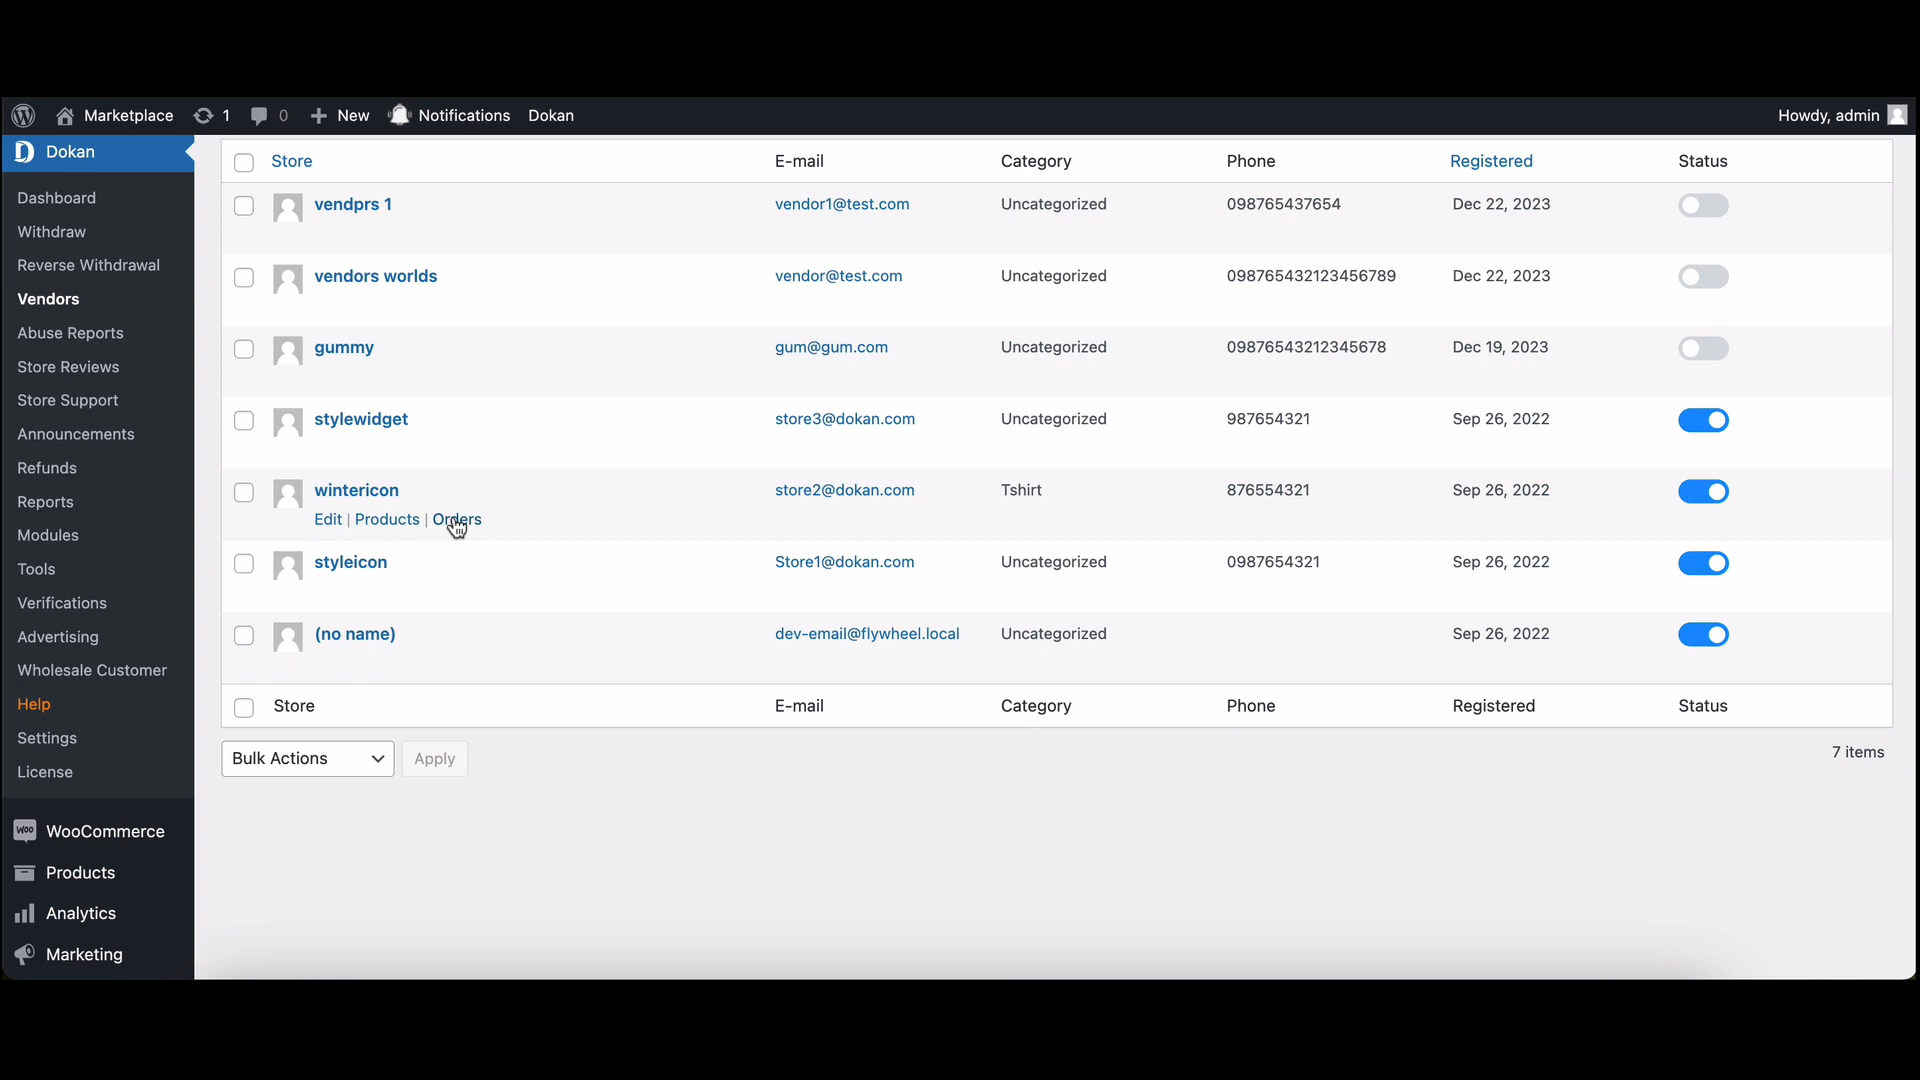 Marketplace 1 0 New Notifications Dokan Howdy, admin
Dokan
Dashboard
Withdraw
Reverse Withdrawal
Vendors
Abuse Reports
Store Reviews
Store Support
Announcements
Refunds
Reports
Modules
Tools
Verifications
Advertising
Wholesale Customer
Help
Settings
License
WOO WooCommerce
Products
Analytics
Marketing
Store E-mail Category Phone Registered Status
vendprs 1 vendor1@test.com Uncategorized 098765437654 Dec 22, 2023
vendors worlds vendor@test.com Uncategorized 098765432123456789 Dec 22, 2023
gummy gum@gum.com Uncategorized 09876543212345678 Dec 19, 2023
stylewidget store3@dokan.com Uncategorized 987654321 Sep 26, 2022
wintericon store2@dokan.com Tshirt 876554321 Sep 26, 2022
Edit | Products | Orders
styleicon Store1@dokan.com Uncategorized 0987654321 Sep 26, 2022
(no name) dev-email@flywheel.local Uncategorized Sep 26, 2022
Store E-mail Category Phone Registered Status
Bulk Actions Apply 7 items